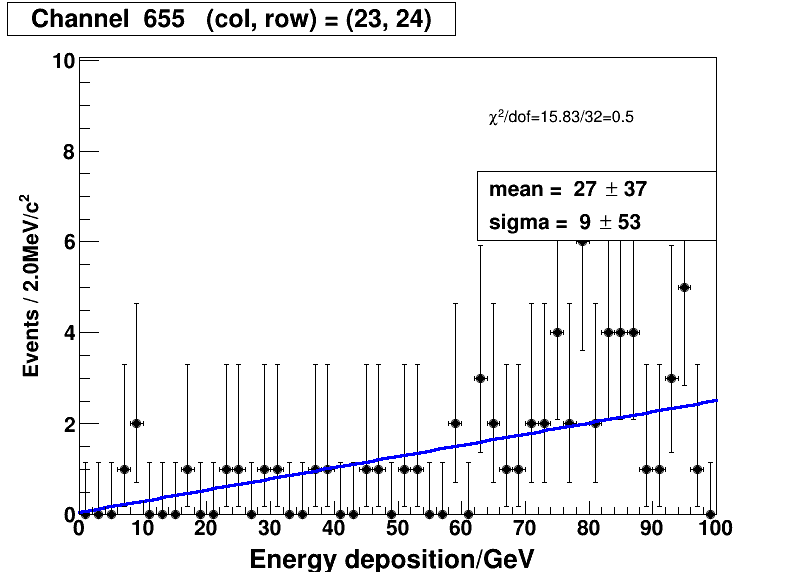 Channel 655 (col, row) = (23, 24)
χ²/dof=15.83/32=0.5
mean = 27 ± 37
sigma = 9 ± 53
Events / 2.0MeV/c²
10
8
6
4
2
0
0 10 20 30 40 50 60 70 80 90 100
Energy deposition/GeV